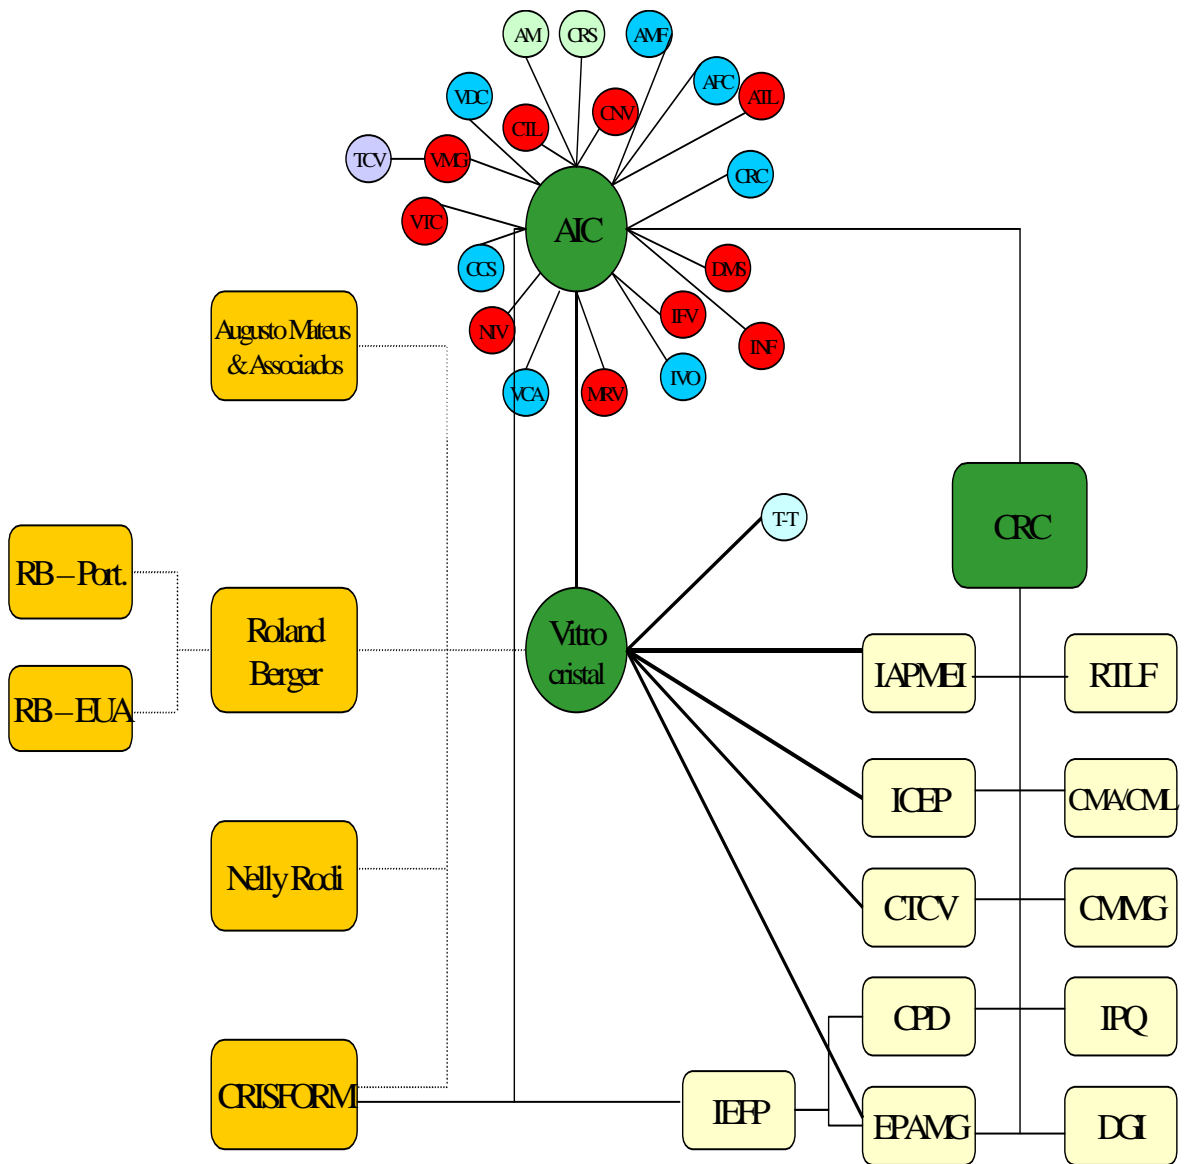 AM
CRS
AMF
AFC
ATL
VDC
CTL
CNV
TCV
VMG
CRC
VIC
AIC
CCS
DMS
NIV
IFV
INF
VCA
MRV
IVO
Augusto Mateus
& Associados
T-T
CRC
RB – Port.
Roland
Berger
Vitro
cristal
RB – EUA
IAPMEI
RTLF
ICEP
CMA/CML
Nelly Rodi
CTCV
CMMG
CPD
IPQ
CRISFORM
IEFP
EPAMG
DGI